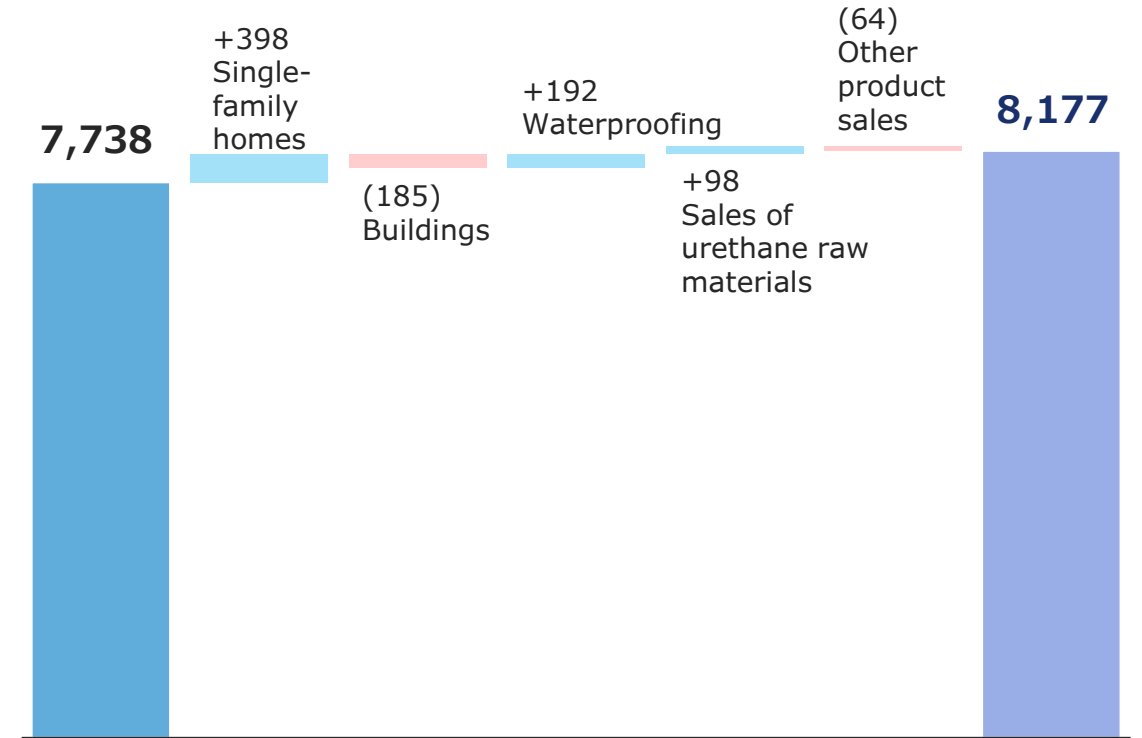 7,738
+398
Single-
family
homes
(185)
Buildings
+192
Waterproofing
+98
Sales of
urethane raw
materials
(64)
Other
product
sales
8,177